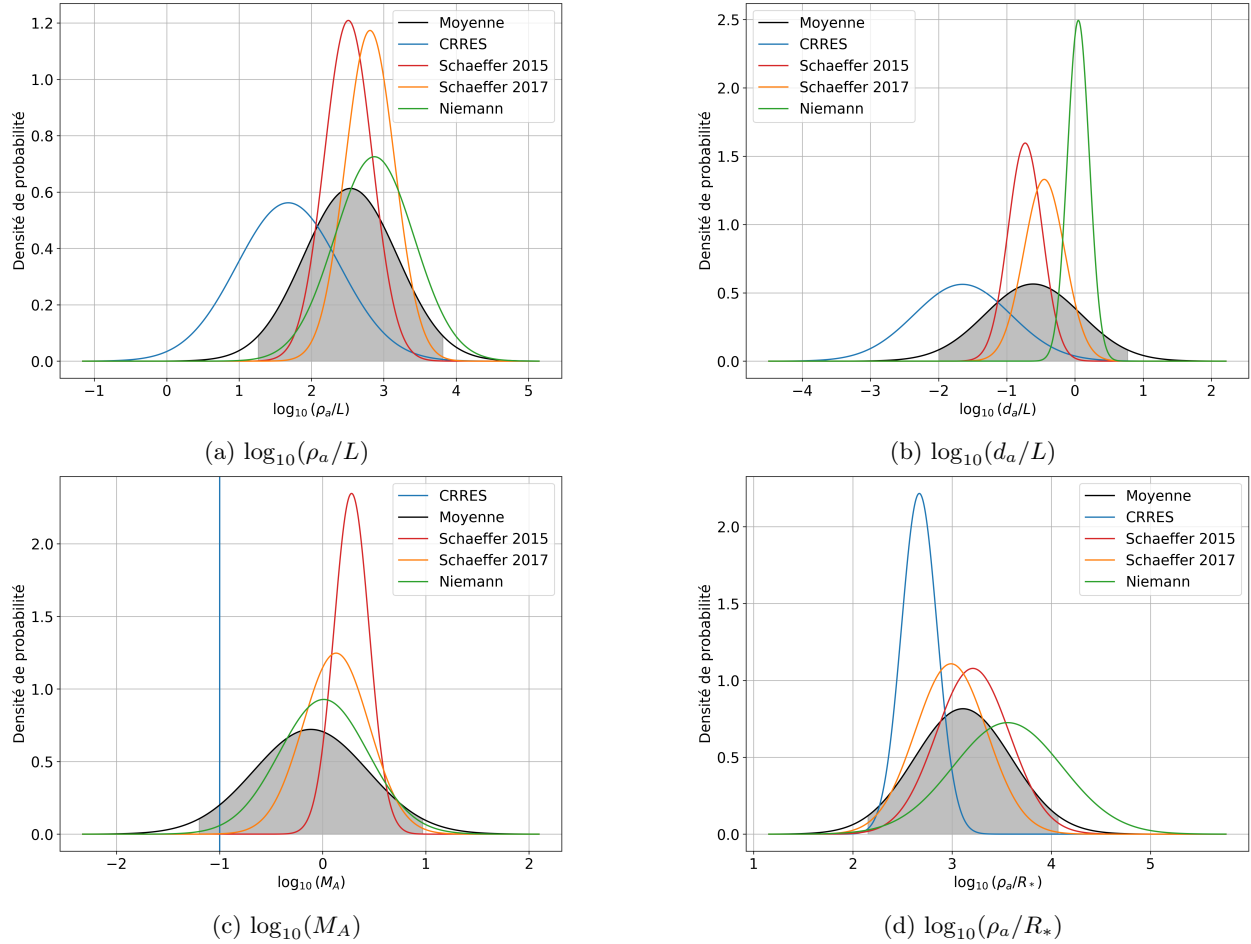 Densité de probabilité
1.2
1.0
0.8
0.6
0.4
0.2
0.0
Moyenne
CRRES
Schaeffer 2015
Schaeffer 2017
Niemann
−1 0 1 2 3 4 5
log₁₀(ρₐ/L)
(a) log₁₀(ρₐ/L)
Densité de probabilité
2.5
2.0
1.5
1.0
0.5
0.0
Moyenne
CRRES
Schaeffer 2015
Schaeffer 2017
Niemann
−4 −3 −2 −1 0 1 2
log₁₀(dₐ/L)
(b) log₁₀(dₐ/L)
Densité de probabilité
2.0
1.5
1.0
0.5
0.0
CRRES
Moyenne
Schaeffer 2015
Schaeffer 2017
Niemann
−2 −1 0 1 2
log₁₀(M_A)
(c) log₁₀(M_A)
Densité de probabilité
2.0
1.5
1.0
0.5
0.0
Moyenne
CRRES
Schaeffer 2015
Schaeffer 2017
Niemann
1 2 3 4 5
log₁₀(ρₐ/R_*)
(d) log₁₀(ρₐ/R_*)